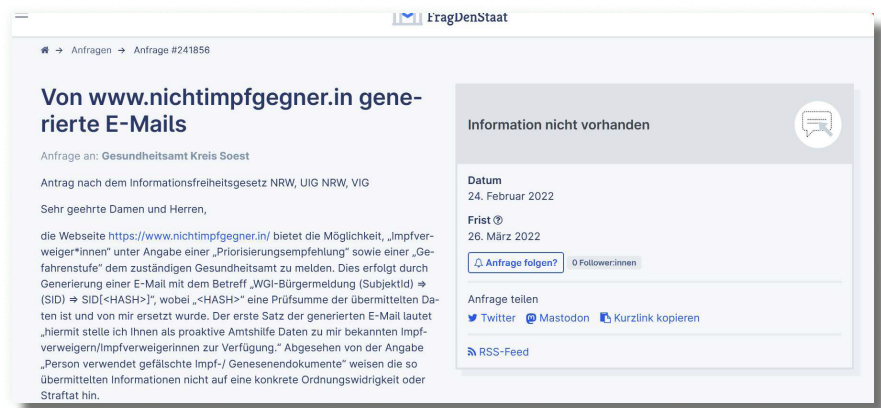 FragDenStaat
→ Anfragen → Anfrage #241856
Von www.nichtimpfgegner.in gene-
rierte E-Mails
Anfrage an: Gesundheitsamt Kreis Soest
Antrag nach dem Informationsfreiheitsgesetz NRW, UIG NRW, VIG
Sehr geehrte Damen und Herren,
die Webseite https://www.nichtimpfgegner.in/ bietet die Möglichkeit, „Impfver-
weiger*innen" unter Angabe einer „Priorisierungsempfehlung" sowie einer „Ge-
fahrenstufe" dem zuständigen Gesundheitsamt zu melden. Dies erfolgt durch
Generierung einer E-Mail mit dem Betreff „WGI-Bürgermeldung (SubjektId) ⇒
(SID) ⇒ SID[<HASH>]", wobei „<HASH>" eine Prüfsumme der übermittelten Da-
ten ist und von mir ersetzt wurde. Der erste Satz der generierten E-Mail lautet
„hiermit stelle ich Ihnen als proaktive Amtshilfe Daten zu mir bekannten Impf-
verweigern/Impfverweigerinnen zur Verfügung." Abgesehen von der Angabe
„Person verwendet gefälschte Impf-/ Genesenendokumente" weisen die so
übermittelten Informationen nicht auf eine konkrete Ordnungswidrigkeit oder
Straftat hin.
Information nicht vorhanden
Datum
24. Februar 2022
Frist
26. März 2022
Anfrage folgen? 0 Follower:innen
Anfrage teilen
Twitter Mastodon Kurzlink kopieren
RSS-Feed